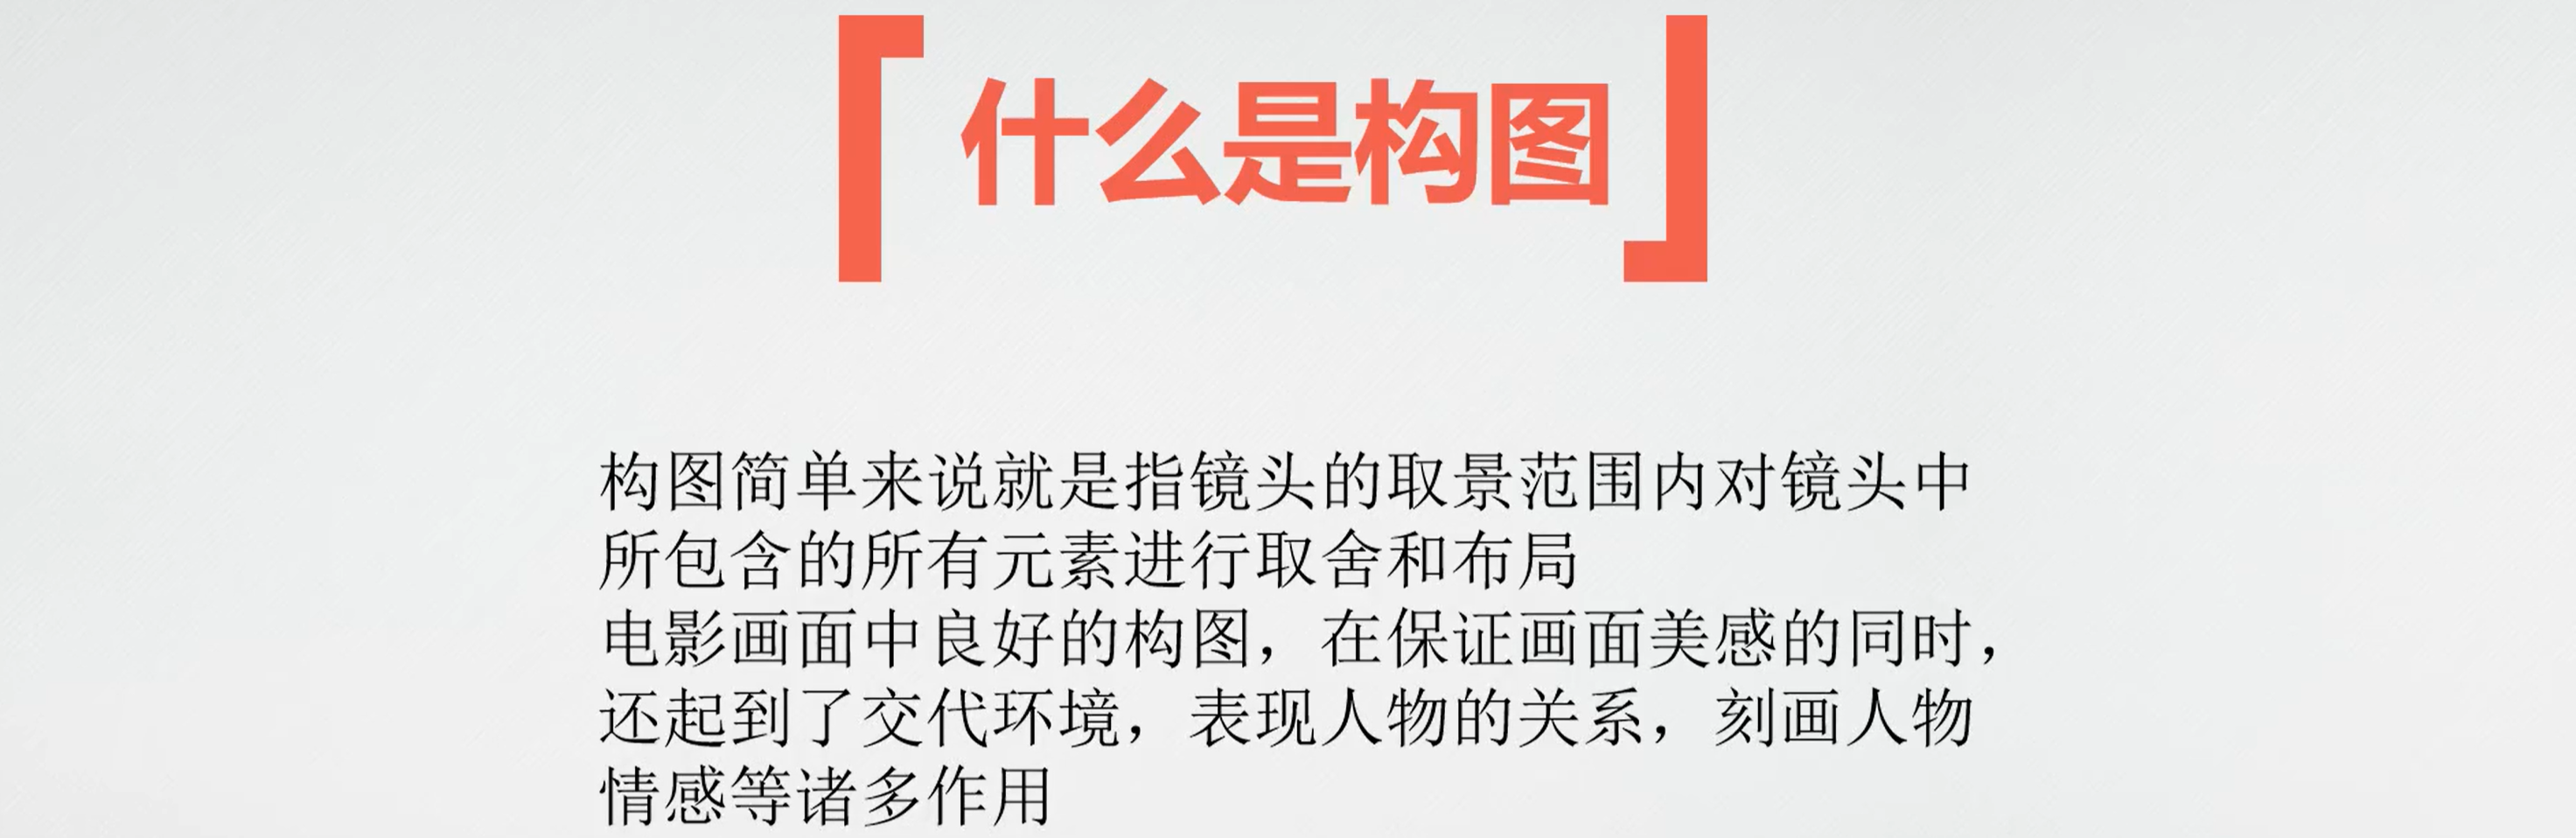 什么是构图
构图简单来说就是指镜头的取景范围内对镜头中
所包含的所有元素进行取舍和布局
电影画面中良好的构图，在保证画面美感的同时，
还起到了交代环境，表现人物的关系，刻画人物
情感等诸多作用